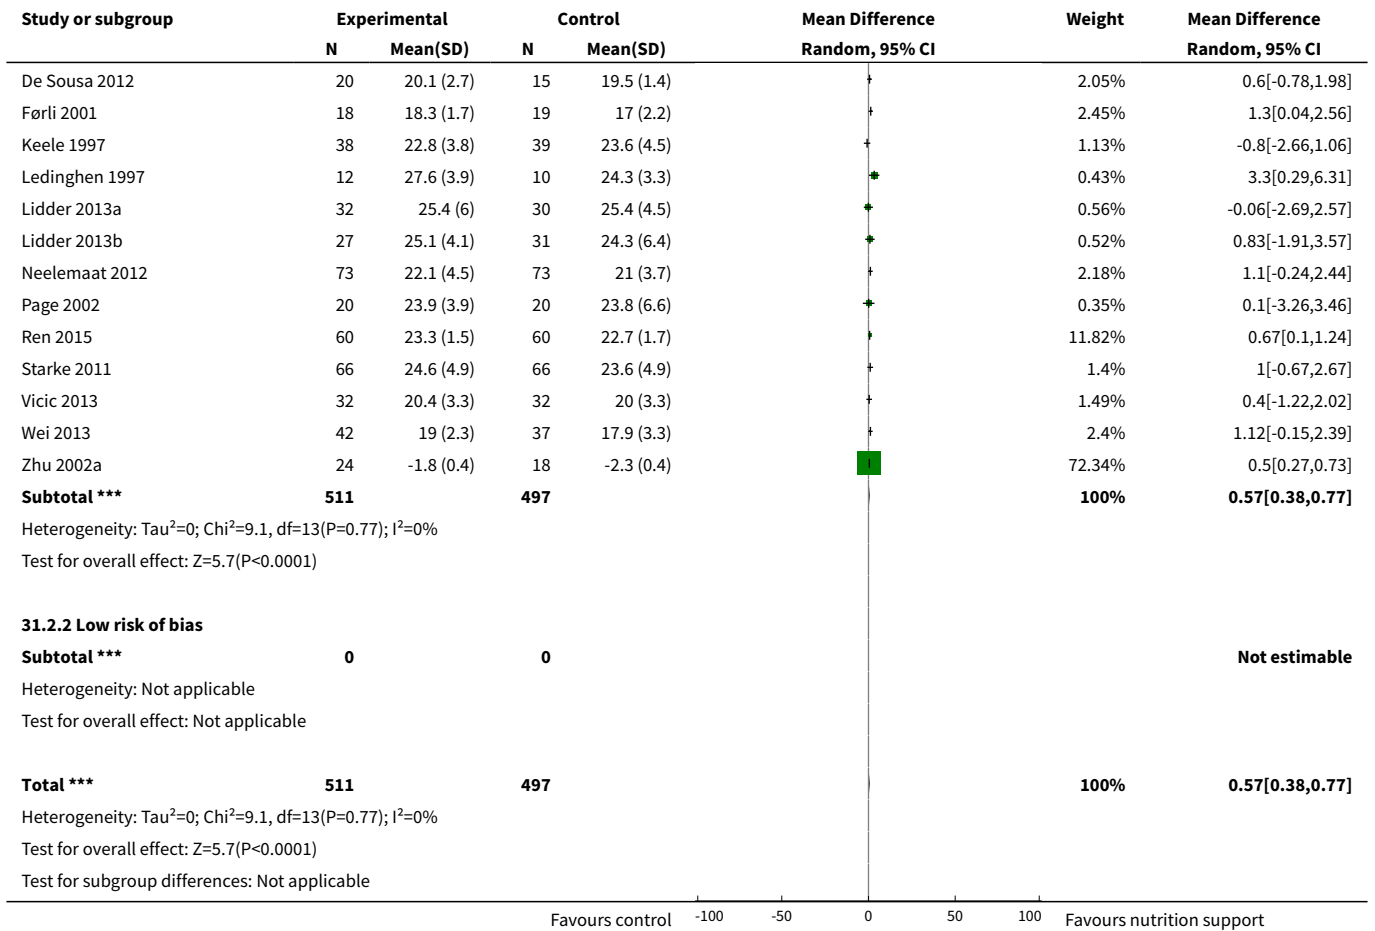 Study or subgroup Experimental Control Mean Difference Weight Mean Difference
N Mean(SD) N Mean(SD) Random, 95% CI Random, 95% CI
De Sousa 2012 20 20.1 (2.7) 15 19.5 (1.4) 2.05% 0.6[-0.78,1.98]
Førli 2001 18 18.3 (1.7) 19 17 (2.2) 2.45% 1.3[0.04,2.56]
Keele 1997 38 22.8 (3.8) 39 23.6 (4.5) 1.13% -0.8[-2.66,1.06]
Ledinghen 1997 12 27.6 (3.9) 10 24.3 (3.3) 0.43% 3.3[0.29,6.31]
Lidder 2013a 32 25.4 (6) 30 25.4 (4.5) 0.56% -0.06[-2.69,2.57]
Lidder 2013b 27 25.1 (4.1) 31 24.3 (6.4) 0.52% 0.83[-1.91,3.57]
Neelemaat 2012 73 22.1 (4.5) 73 21 (3.7) 2.18% 1.1[-0.24,2.44]
Page 2002 20 23.9 (3.9) 20 23.8 (6.6) 0.35% 0.1[-3.26,3.46]
Ren 2015 60 23.3 (1.5) 60 22.7 (1.7) 11.82% 0.67[0.1,1.24]
Starke 2011 66 24.6 (4.9) 66 23.6 (4.9) 1.4% 1[-0.67,2.67]
Vicic 2013 32 20.4 (3.3) 32 20 (3.3) 1.49% 0.4[-1.22,2.02]
Wei 2013 42 19 (2.3) 37 17.9 (3.3) 2.4% 1.12[-0.15,2.39]
Zhu 2002a 24 -1.8 (0.4) 18 -2.3 (0.4) 72.34% 0.5[0.27,0.73]
Subtotal *** 511 497 100% 0.57[0.38,0.77]
Heterogeneity: Tau²=0; Chi²=9.1, df=13(P=0.77); I²=0%
Test for overall effect: Z=5.7(P<0.0001)
31.2.2 Low risk of bias
Subtotal *** 0 0 Not estimable
Heterogeneity: Not applicable
Test for overall effect: Not applicable
Total *** 511 497 100% 0.57[0.38,0.77]
Heterogeneity: Tau²=0; Chi²=9.1, df=13(P=0.77); I²=0%
Test for overall effect: Z=5.7(P<0.0001)
Test for subgroup differences: Not applicable
Favours control -100 -50 0 50 100 Favours nutrition support